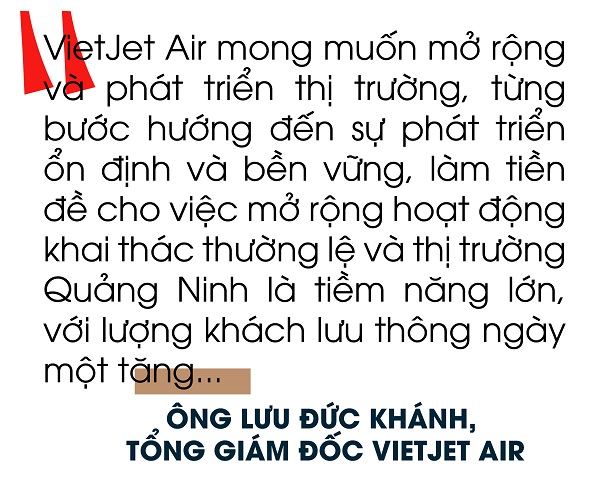 VietJet Air mong muốn mở rộng
và phát triển thị trường, từng
bước hướng đến sự phát triển
ổn định và bền vững, làm tiền
đề cho việc mở rộng hoạt động
khai thác thường lệ và thị trường
Quảng Ninh là tiềm năng lớn,
với lượng khách lưu thông ngày
một tăng...
ÔNG LƯU ĐỨC KHÁNH,
TỔNG GIÁM ĐỐC VIETJET AIR